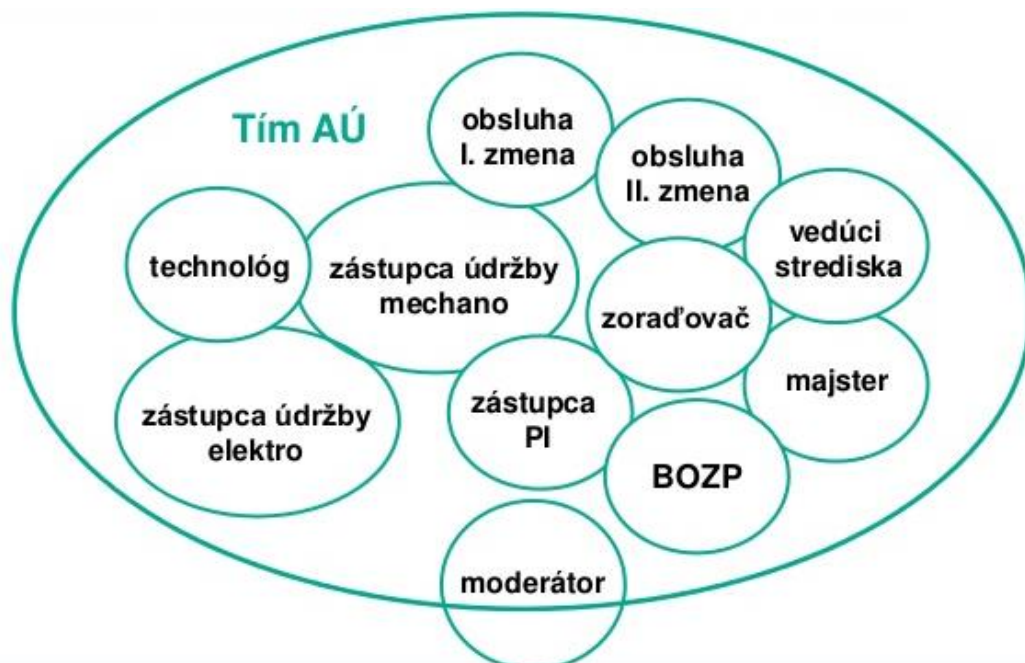 Tím AÚ
obsluha
I. zmena
obsluha
II. zmena
vedúci
strediska
technológ
zástupca údržby
mechano
zoraďovač
majster
zástupca údržby
elektro
zástupca
PI
BOZP
moderátor